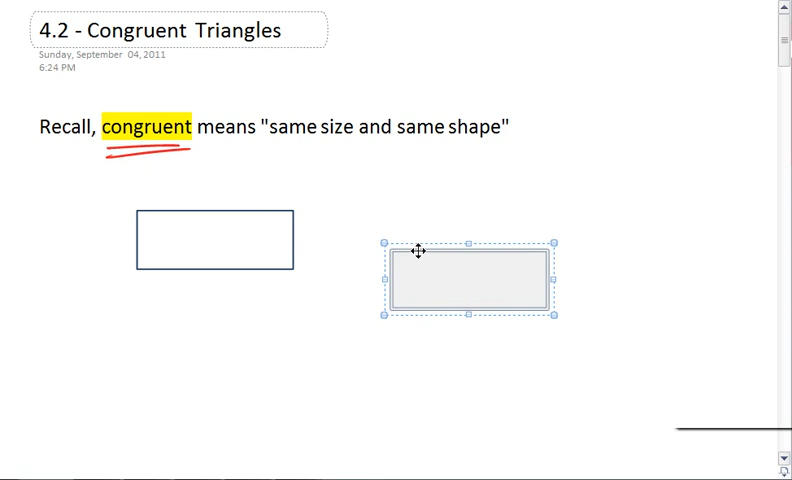 4.2 - Congruent Triangles
Sunday, September 04, 2011
6:24 PM
Recall, congruent means "same size and same shape"